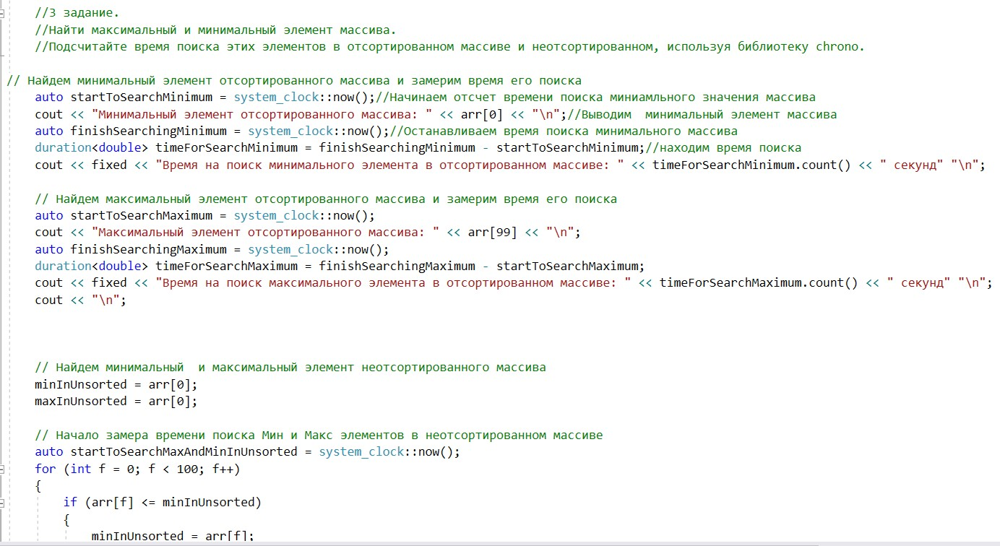 //3 задание.
//Найти максимальный и минимальный элемент массива.
//Подсчитайте время поиска этих элементов в отсортированном массиве и неотсортированном, используя библиотеку chrono.
// Найдем минимальный элемент отсортированного массива и замерим время его поиска
auto startToSearchMinimum = system_clock::now();//Начинаем отсчет времени поиска миниамльного значения массива
cout << "Минимальный элемент отсортированного массива: " << arr[0] << "\n";//Выводим  минимальный элемент массива
auto finishSearchingMinimum = system_clock::now();//Останавливаем время поиска минимального массива
duration<double> timeForSearchMinimum = finishSearchingMinimum - startToSearchMinimum;//находим время поиска
cout << fixed << "Время на поиск минимального элемента в отсортированном массиве: " << timeForSearchMinimum.count() << " секунд" "\n";
// Найдем максимальный элемент отсортированного массива и замерим время его поиска
auto startToSearchMaximum = system_clock::now();
cout << "Максимальный элемент отсортированного массива: " << arr[99] << "\n";
auto finishSearchingMaximum = system_clock::now();
duration<double> timeForSearchMaximum = finishSearchingMaximum - startToSearchMaximum;
cout << fixed << "Время на поиск максимального элемента в отсортированном массиве: " << timeForSearchMaximum.count() << " секунд" "\n";
cout << "\n";
// Найдем минимальный  и максимальный элемент неотсортированного массива
minInUnsorted = arr[0];
maxInUnsorted = arr[0];
// Начало замера времени поиска Мин и Макс элементов в неотсортированном массиве
auto startToSearchMaxAndMinInUnsorted = system_clock::now();
for (int f = 0; f < 100; f++)
{
if (arr[f] <= minInUnsorted)
{
minInUnsorted = arr[f];